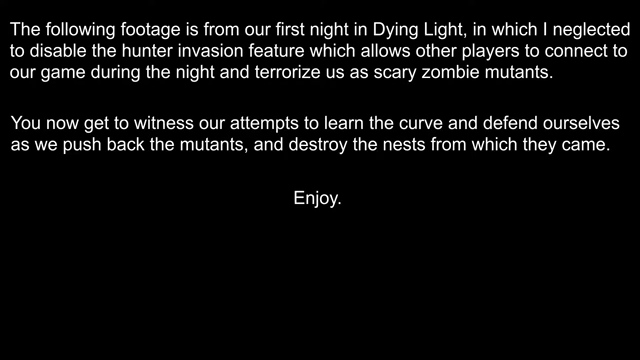 The following footage is from our first night in Dying Light, in which I neglected
to disable the hunter invasion feature which allows other players to connect to
our game during the night and terrorize us as scary zombie mutants.
You now get to witness our attempts to learn the curve and defend ourselves
as we push back the mutants, and destroy the nests from which they came.
Enjoy.